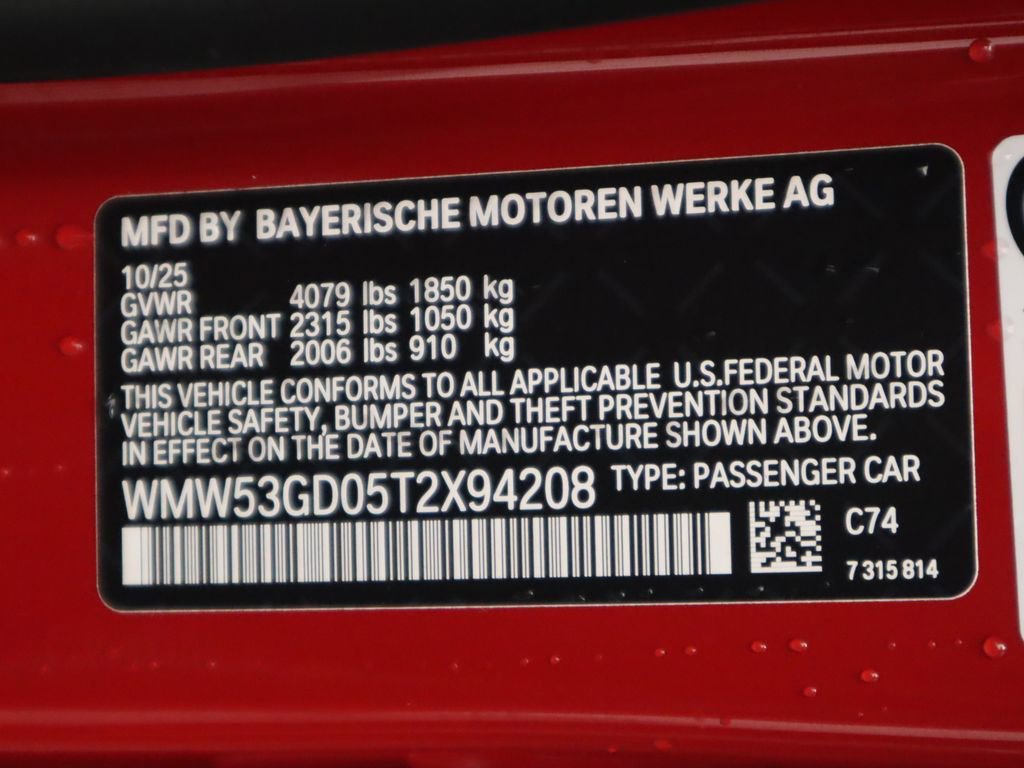 MFD BY BAYERISCHE MOTOREN WERKE AG
10/25
GVWR 4079 lbs 1850 kg
GAWR FRONT 2315 lbs 1050 kg
GAWR REAR 2006 lbs 910 kg
THIS VEHICLE CONFORMS TO ALL APPLICABLE U.S.FEDERAL MOTOR
VEHICLE SAFETY, BUMPER AND THEFT PREVENTION STANDARDS
IN EFFECT ON THE DATE OF MANUFACTURE SHOWN ABOVE.
WMW53GD05T2X94208 TYPE: PASSENGER CAR
C74
7 315 814